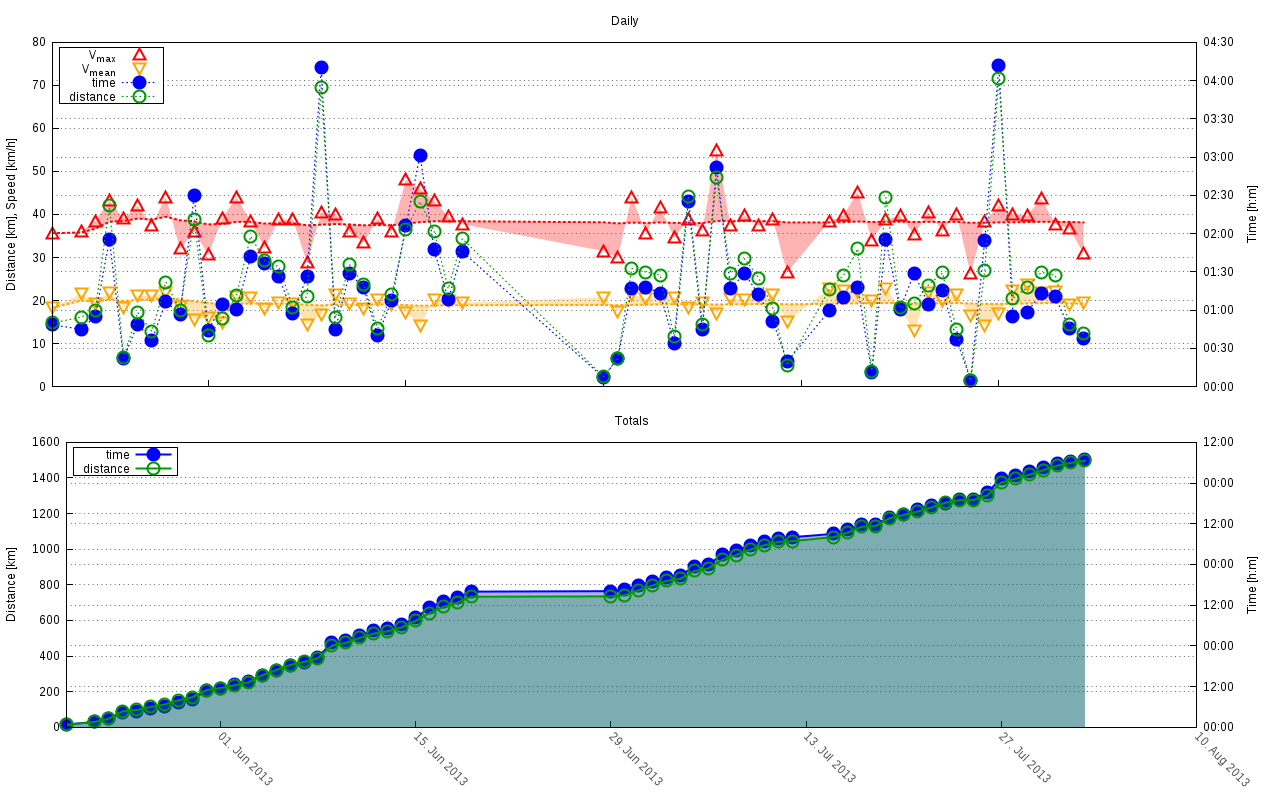 Daily
Distance [km], Speed [km/h]
80
70
60
50
40
30
20
10
0
Vmax
Vmean
time
distance
04:30
04:00
03:30
03:00
02:30
02:00
01:30
01:00
00:30
00:00
Time [h:m]
Totals
Distance [km]
1600
1400
1200
1000
800
600
400
200
0
time
distance
12:00
00:00
12:00
00:00
12:00
00:00
12:00
00:00
Time [h:m]
01. Jun 2013
15. Jun 2013
29. Jun 2013
13. Jul 2013
27. Jul 2013
10. Aug 2013